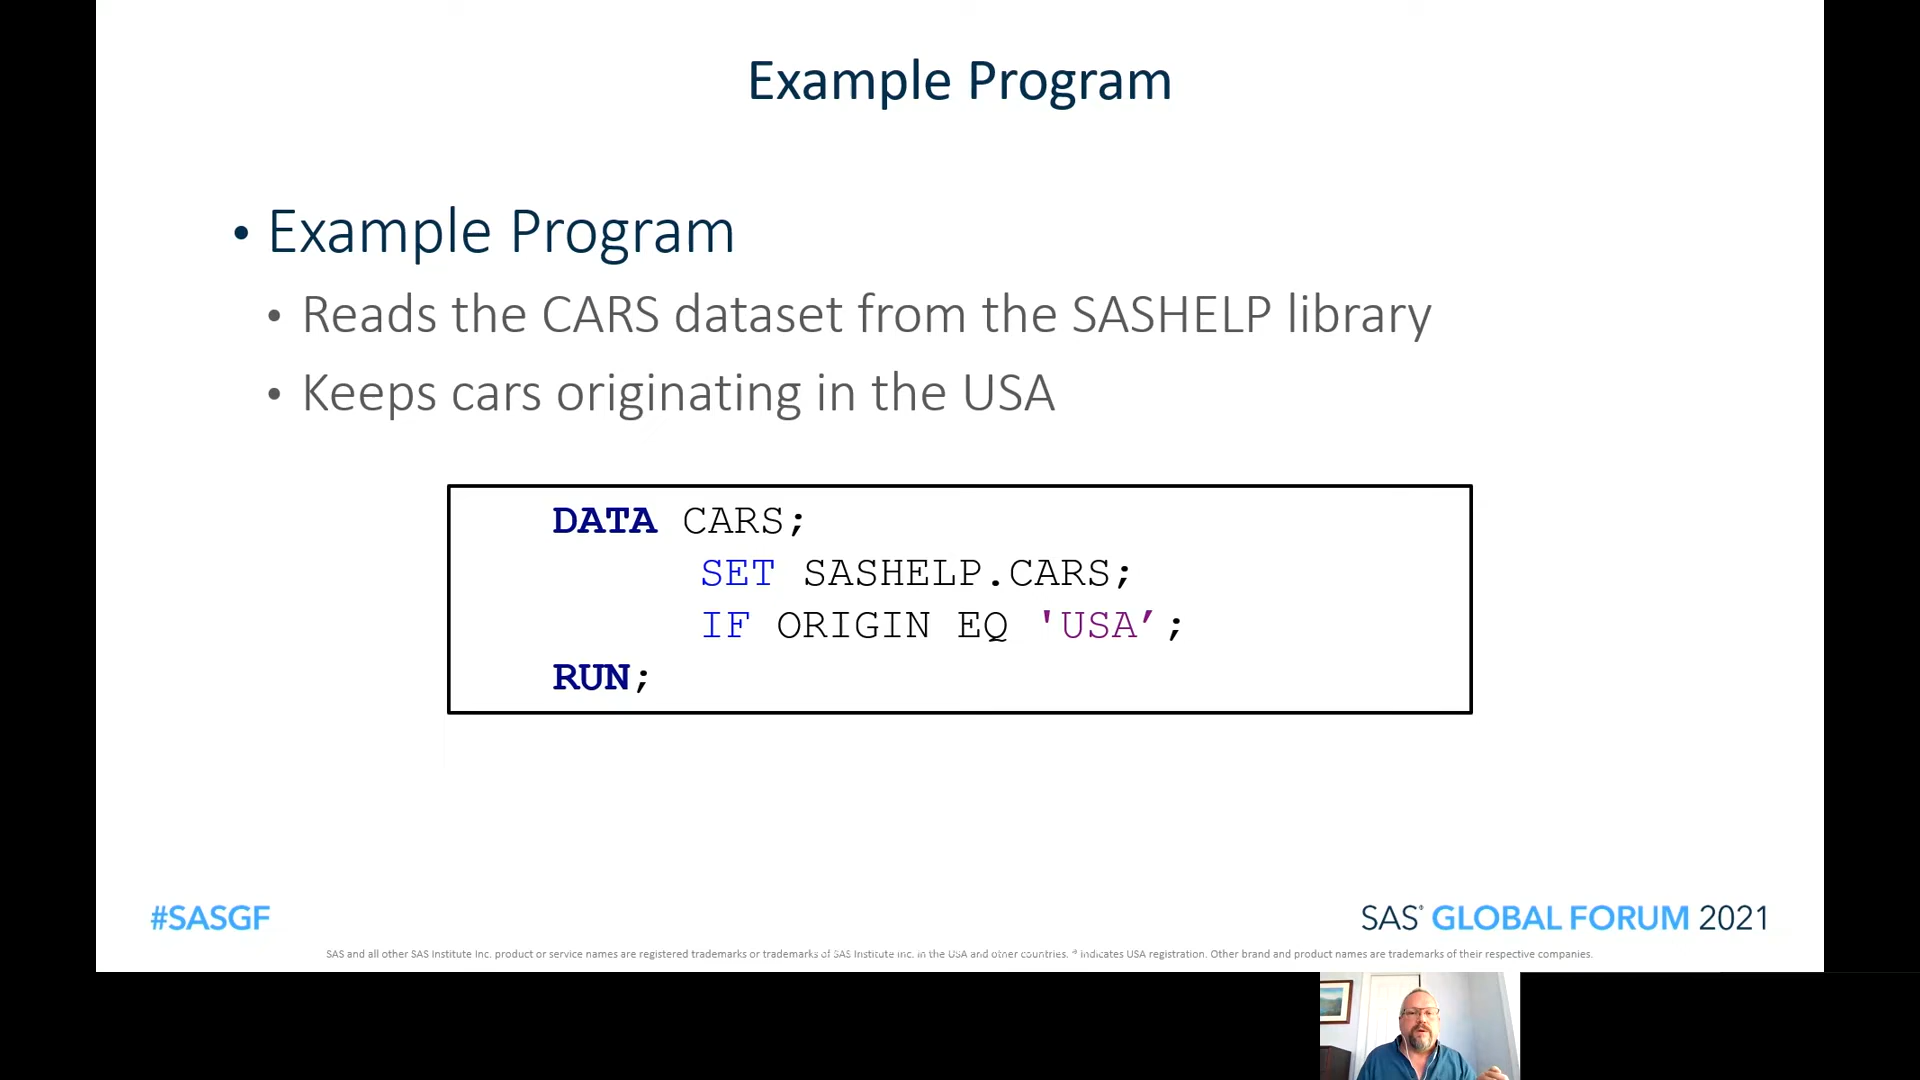 Example Program
• Example Program
• Reads the CARS dataset from the SASHELP library
• Keeps cars originating in the USA
DATA CARS;
SET SASHELP.CARS;
IF ORIGIN EQ 'USA’;
RUN;
#SASGF
SAS® GLOBAL FORUM 2021
SAS and all other SAS Institute Inc. product or service names are registered trademarks or trademarks of SAS Institute Inc. in the USA and other countries. ® indicates USA registration. Other brand and product names are trademarks of their respective companies.